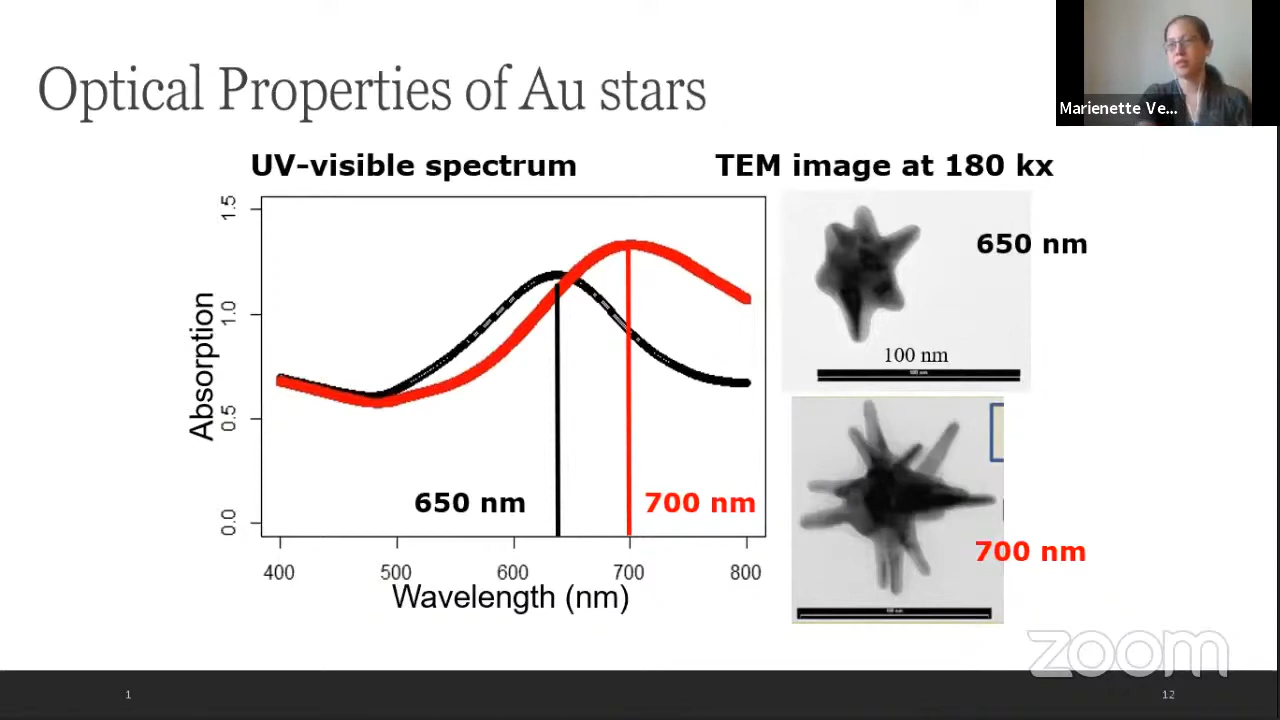 Marienette Ve...
Optical Properties of Au stars
UV-visible spectrum
TEM image at 180 kx
1.5
1.0
0.5
0.0
Absorption
650 nm
700 nm
400 500 600 700 800
Wavelength (nm)
650 nm
100 nm
700 nm
zoom
1
12